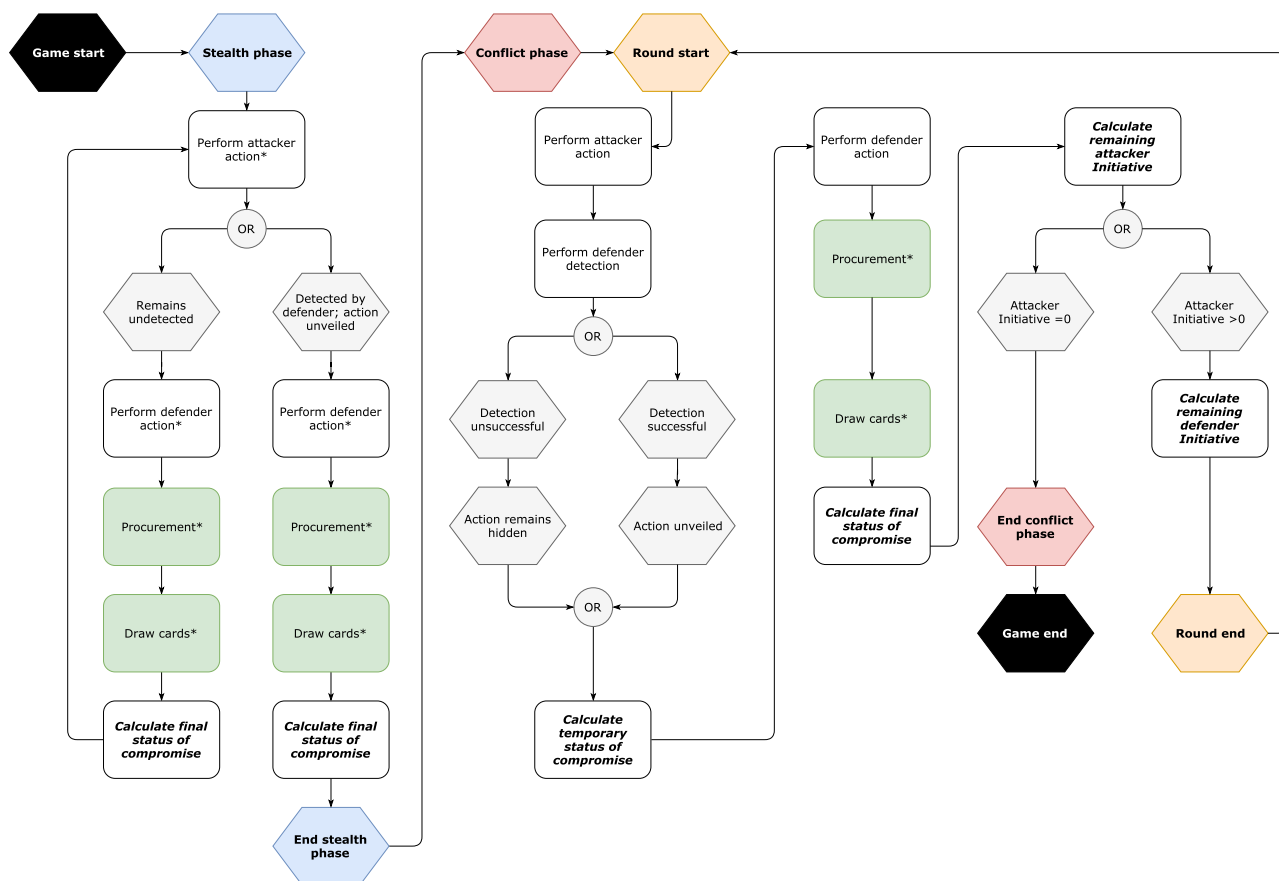 Game start
Stealth phase
Perform attacker
action*
OR
Remains
undetected
Detected by
defender; action
unveiled
Perform defender
action*
Perform defender
action*
Procurement*
Procurement*
Draw cards*
Draw cards*
Calculate final
status of
compromise
Calculate final
status of
compromise
End stealth
phase
Conflict phase
Round start
Perform attacker
action
Perform defender
detection
OR
Detection
unsuccessful
Detection
successful
Action remains
hidden
Action unveiled
OR
Calculate
temporary
status of
compromise
Perform defender
action
Procurement*
Draw cards*
Calculate final
status of
compromise
Calculate
remaining
attacker
Initiative
OR
Attacker
Initiative =0
Attacker
Initiative >0
Calculate
remaining
defender
Initiative
End conflict
phase
Game end
Round end